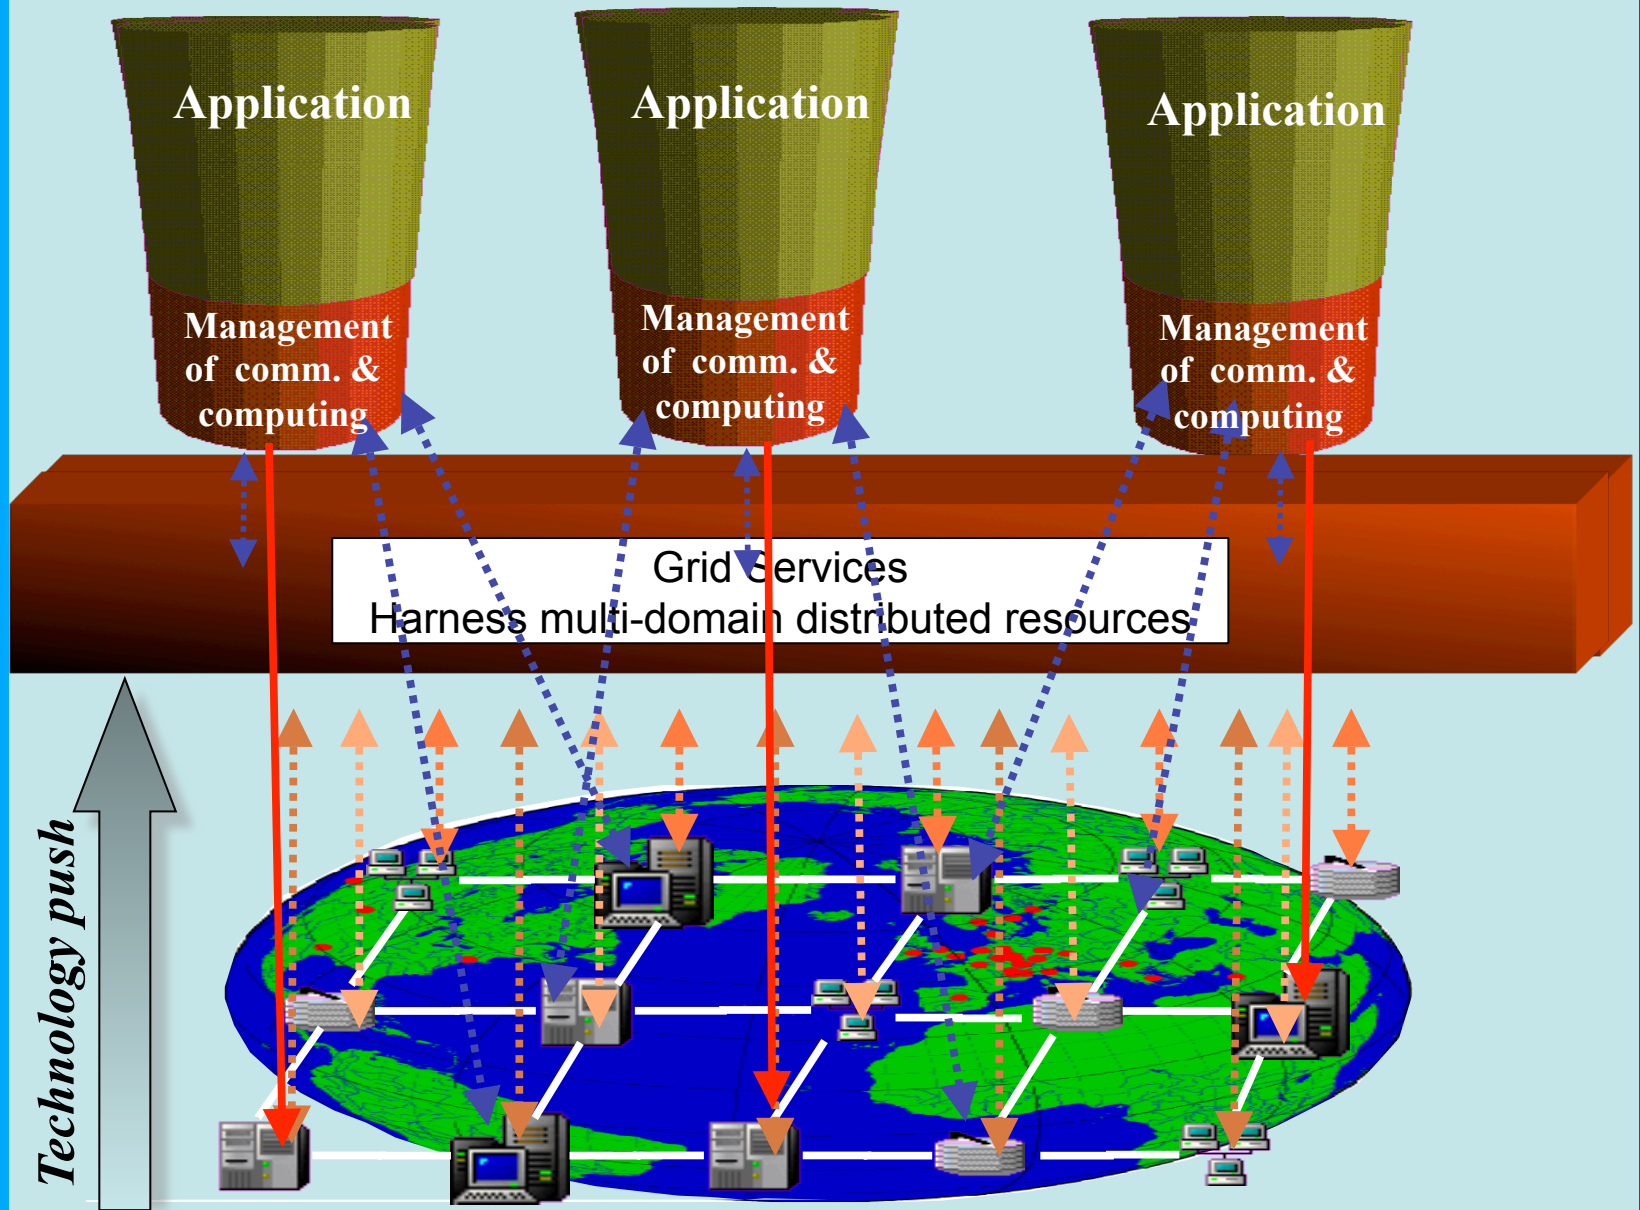 Application
Management
of comm. &
computing
Application
Management
of comm. &
computing
Application
Management
of comm. &
computing
Grid Services
Harness multi-domain distributed resources
Technology push